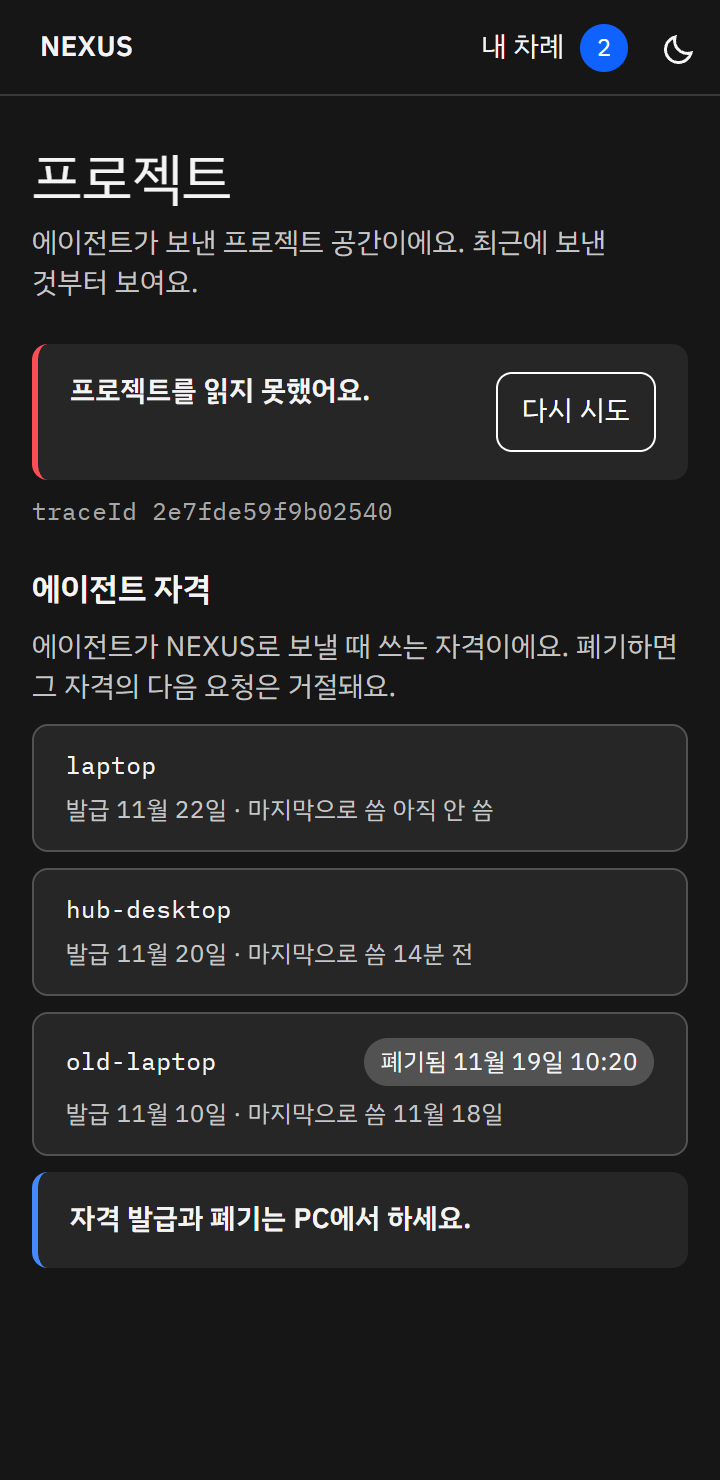 NEXUS
내 차례 2
프로젝트
에이전트가 보낸 프로젝트 공간이에요. 최근에 보낸
것부터 보여요.
프로젝트를 읽지 못했어요.
다시 시도
traceId 2e7fde59f9b02540
에이전트 자격
에이전트가 NEXUS로 보낼 때 쓰는 자격이에요. 폐기하면
그 자격의 다음 요청은 거절돼요.
laptop
발급 11월 22일 · 마지막으로 씀 아직 안 씀
hub-desktop
발급 11월 20일 · 마지막으로 씀 14분 전
old-laptop
폐기됨 11월 19일 10:20
발급 11월 10일 · 마지막으로 씀 11월 18일
자격 발급과 폐기는 PC에서 하세요.